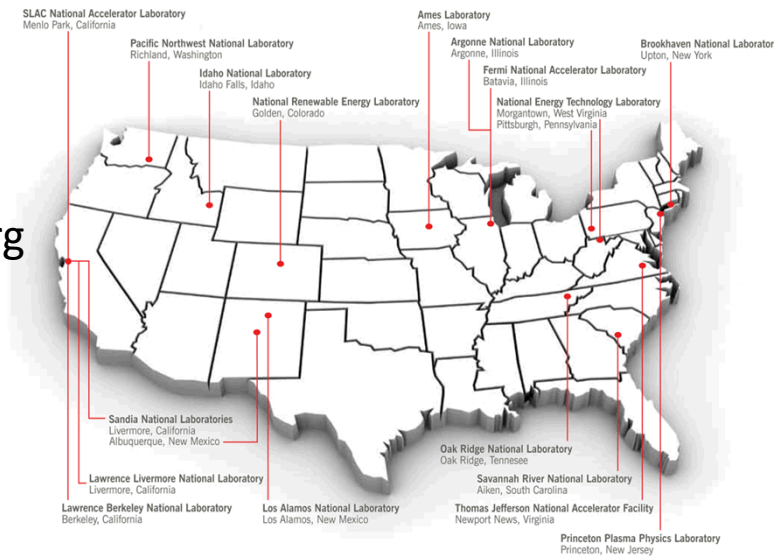 SLAC National Accelerator Laboratory
Menlo Park, California
Pacific Northwest National Laboratory
Richland, Washington
Idaho National Laboratory
Idaho Falls, Idaho
National Renewable Energy Laboratory
Golden, Colorado
Ames Laboratory
Ames, Iowa
Argonne National Laboratory
Argonne, Illinois
Fermi National Accelerator Laboratory
Batavia, Illinois
National Energy Technology Laboratory
Morgantown, West Virginia
Pittsburgh, Pennsylvania
Brookhaven National Laborator
Upton, New York
rg
Sandia National Laboratories
Livermore, California
Albuquerque, New Mexico
Lawrence Livermore National Laboratory
Livermore, California
Lawrence Berkeley National Laboratory
Berkeley, California
Los Alamos National Laboratory
Los Alamos, New Mexico
Oak Ridge National Laboratory
Oak Ridge, Tennesee
Savannah River National Laboratory
Aiken, South Carolina
Thomas Jefferson National Accelerator Facility
Newport News, Virginia
Princeton Plasma Physics Laboratory
Princeton, New Jersey